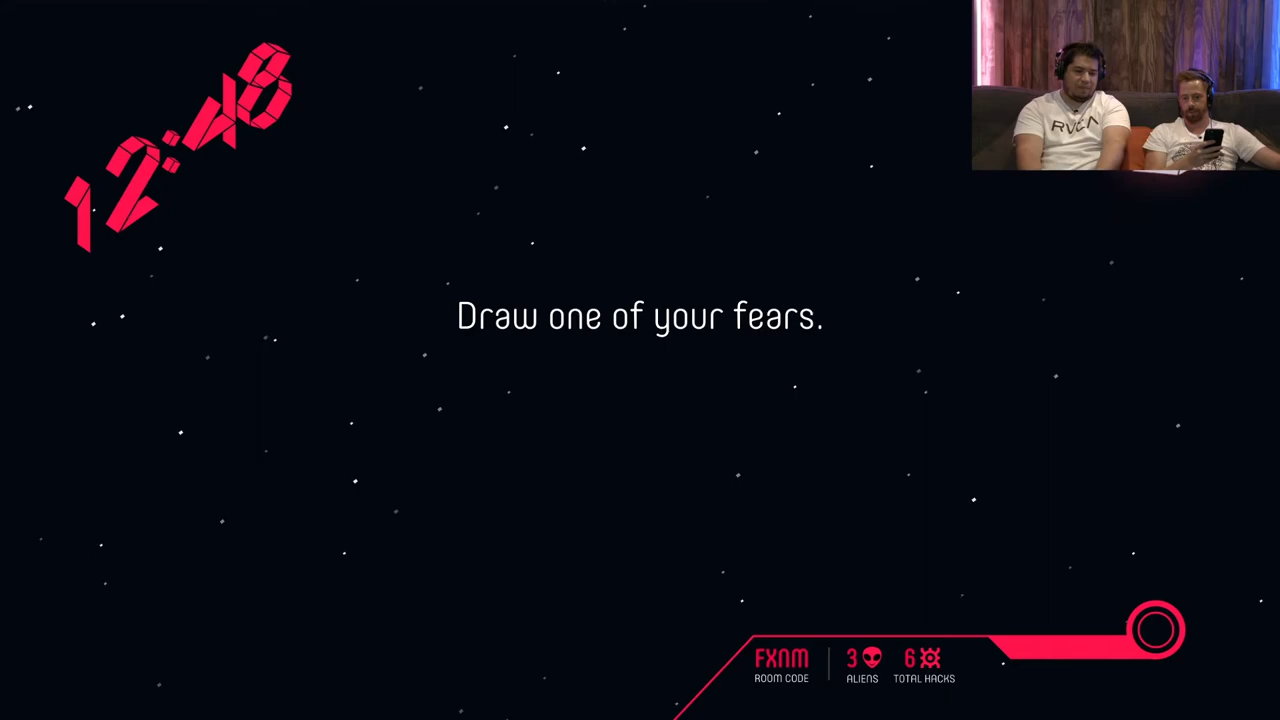 12:48
RVCA
Draw one of your fears.
FXNM
ROOM CODE
3
ALIENS
6
TOTAL HACKS